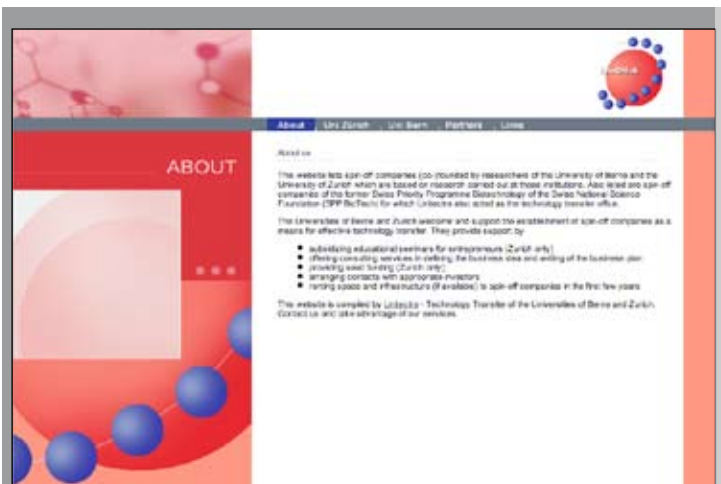 About Uni Zürich Uni Bern Partners Links
ABOUT
About us
This website lists spin-off companies (co-)founded by researchers of the University of Berne and the
University of Zurich which are based on research carried out at those institutions. Also listed are spin-off
companies of the former Swiss Priority Programme Biotechnology of the Swiss National Science
Foundation (SPP BioTech) for which Unitectra also acted as the technology transfer office.
The Universities of Berne and Zurich welcome and support the establishment of spin-off companies as a
means for effective technology transfer. They provide support by
subsidizing educational seminars for entrepreneurs (Zurich only)
offering consulting services in defining the business idea and writing of the business plan
providing seed funding (Zurich only)
arranging contacts with appropriate investors
renting space and infrastructure (if available) to spin-off companies in the first few years
This website is compiled by Unitectra - Technology Transfer of the Universities of Berne and Zurich.
Contact us and take advantage of our services.